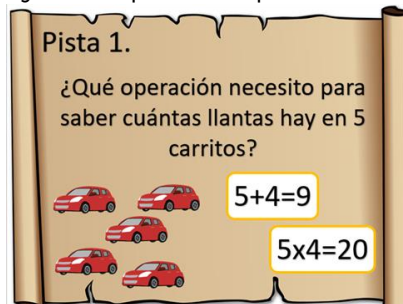 Pista 1.
¿Qué operación necesito para
saber cuántas llantas hay en 5
carritos?
5+4=9
5x4=20